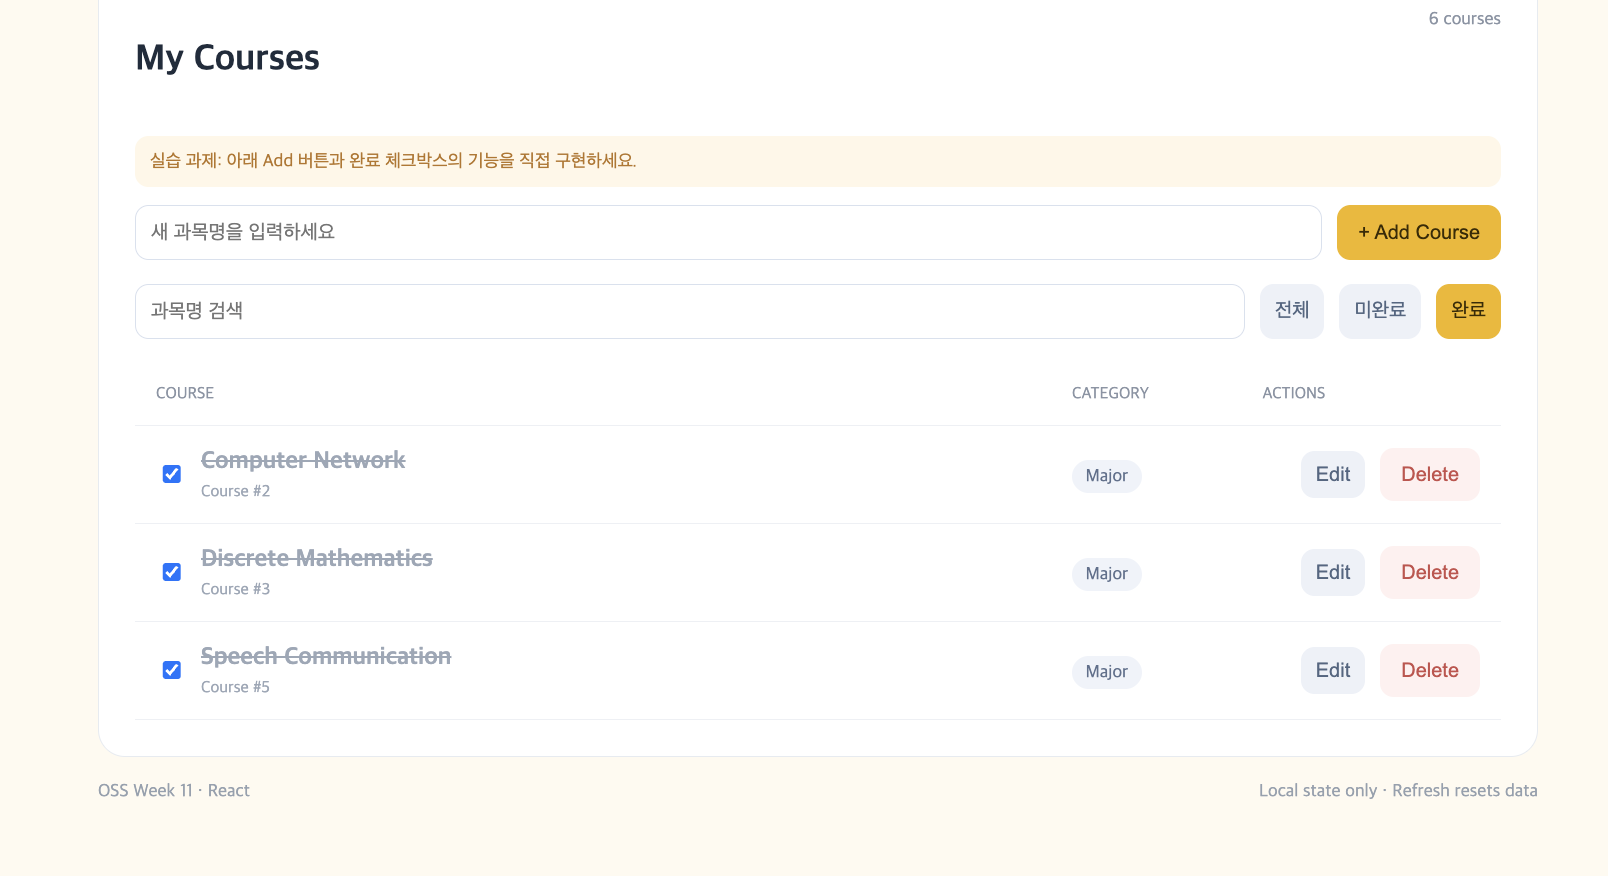 6 courses
My Courses
실습 과제: 아래 Add 버튼과 완료 체크박스의 기능을 직접 구현하세요.
새 과목명을 입력하세요
+ Add Course
과목명 검색
전체
미완료
완료
COURSE
CATEGORY
ACTIONS
Computer Network
Course #2
Major
Edit
Delete
Discrete Mathematics
Course #3
Major
Edit
Delete
Speech Communication
Course #5
Major
Edit
Delete
OSS Week 11 · React
Local state only · Refresh resets data